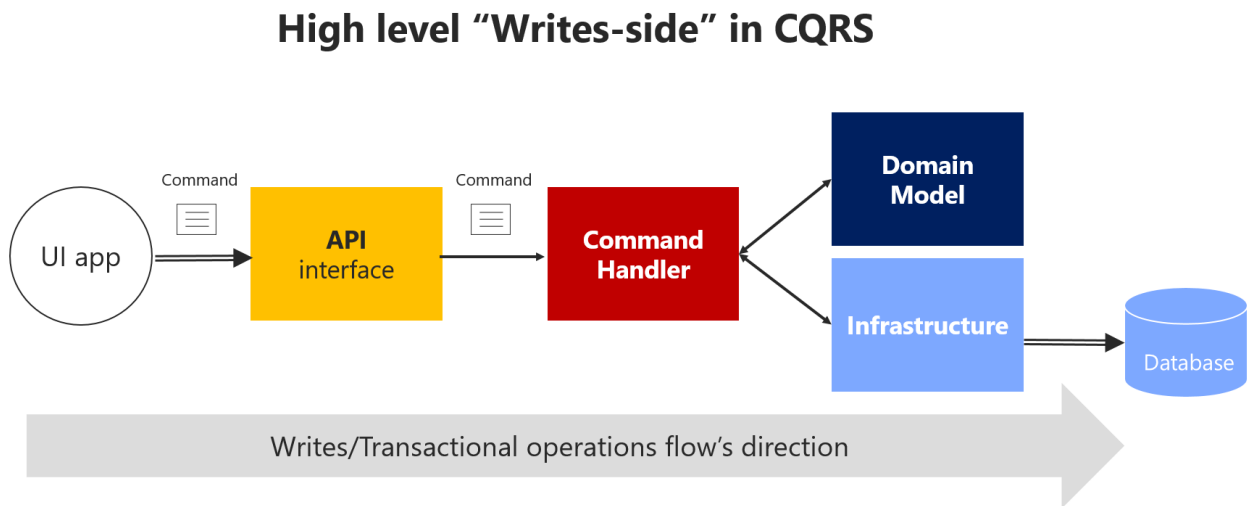 High level “Writes-side” in CQRS
Command
Command
UI app
API
interface
Command
Handler
Domain
Model
Infrastructure
Database
Writes/Transactional operations flow’s direction